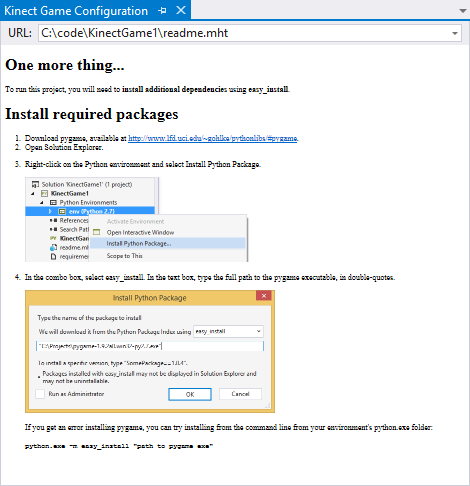 Kinect Game Configuration
URL: C:\code\KinectGame1\readme.mht
One more thing...
To run this project, you will need to install additional dependencies using easy_install.
Install required packages
1. Download pygame, available at http://www.lfd.uci.edu/~gohlke/pythonlibs/#pygame.
2. Open Solution Explorer.
3. Right-click on the Python environment and select Install Python Package.
Solution 'KinectGame1' (1 project)
KinectGame1
Python Environments
env (Python 2.7)
References
Activate Environment
Search Pat
Open Interactive Window
KinectG
Install Python Package...
readme.mh
Scope to This
requirem
4. In the combo box, select easy_install. In the text box, type the full path to the pygame executable, in double-quotes.
Install Python Package
Type the name of the package to install
We will download it from the Python Package Index using easy_install
"C:\Projects\pygame-1.9.2a0.win32-py2.7.exe"
To install a specific version, type "SomePackage==1.0.4".
• Packages installed with easy_install may not be displayed in Solution Explorer and
may not be uninstallable.
Run as Administrator OK Cancel
If you get an error installing pygame, you can try installing from the command line from your environment's python.exe folder:
python.exe -m easy_install "path to pygame exe"